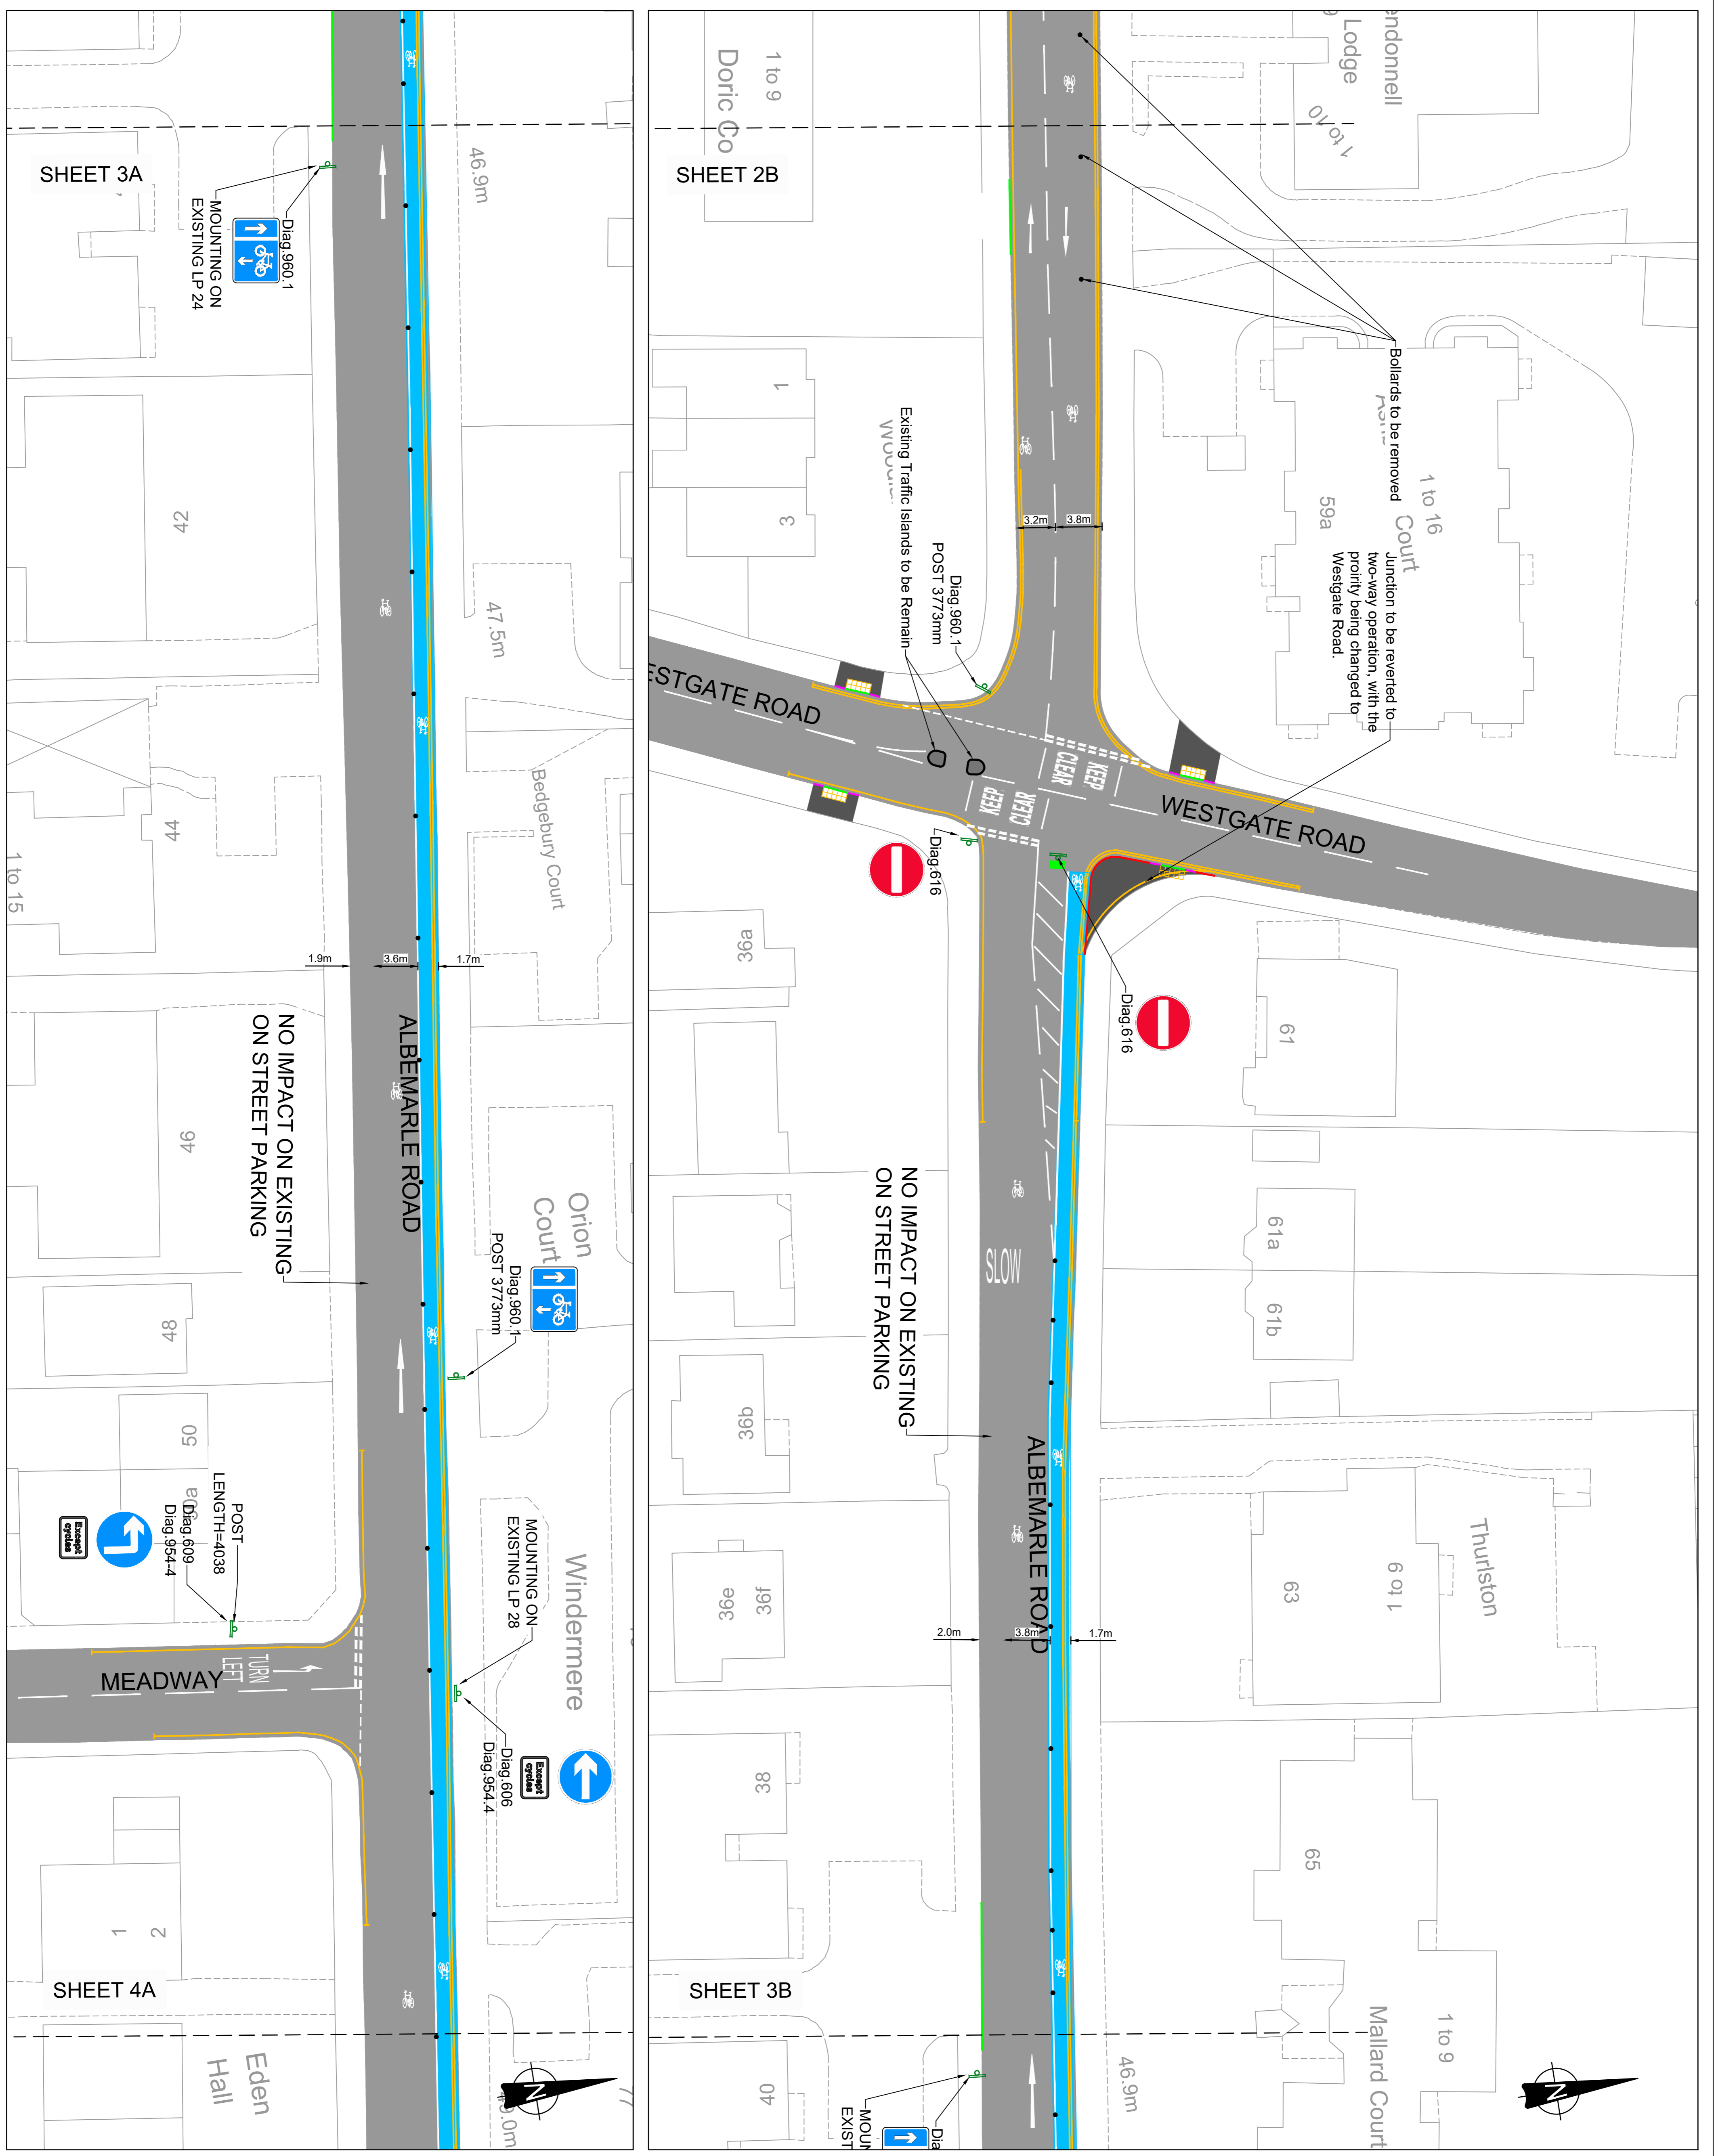 endonnell
Lodge
1 to 10
1 to 9
Doric Co
SHEET 2B
Bollards to be removed
1 to 16
Court
59a
Junction to be reverted to
two-way operation, with the
proirity being changed to
Westgate Road.
1
3
Existing Traffic Islands to be Remain
Diag.960.1
POST 3773mm
3.2m
3.8m
ESTGATE ROAD
WESTGATE ROAD
KEEP
CLEAR
KEEP
CLEAR
Diag.616
Diag.616
36a
61
61a
61b
NO IMPACT ON EXISTING
ON STREET PARKING
SLOW
ALBEMARLE ROAD
36b
36f
36e
Thurlston
1 to 9
63
2.0m
3.8m
1.7m
38
65
SHEET 3B
1 to 9
Mallard Court
46.9m
40
Dia
MOUN
EXIST
N
SHEET 3A
46.9m
Diag.960.1
MOUNTING ON
EXISTING LP 24
42
47.5m
44
1 to 15
Bedgebury Court
1.9m
3.6m
1.7m
NO IMPACT ON EXISTING
ON STREET PARKING
ALBEMARLE ROAD
46
Orion
Court
Diag.960.1
POST 3773mm
48
50
50a
POST
LENGTH=4038
Diag.609
Diag.954.4
Except
cycles
MOUNTING ON
EXISTING LP 28
Windermere
Diag.606
Diag.954.4
Except
cycles
TURN
LEFT
MEADWAY
1
2
SHEET 4A
Eden
Hall
N
9.0m